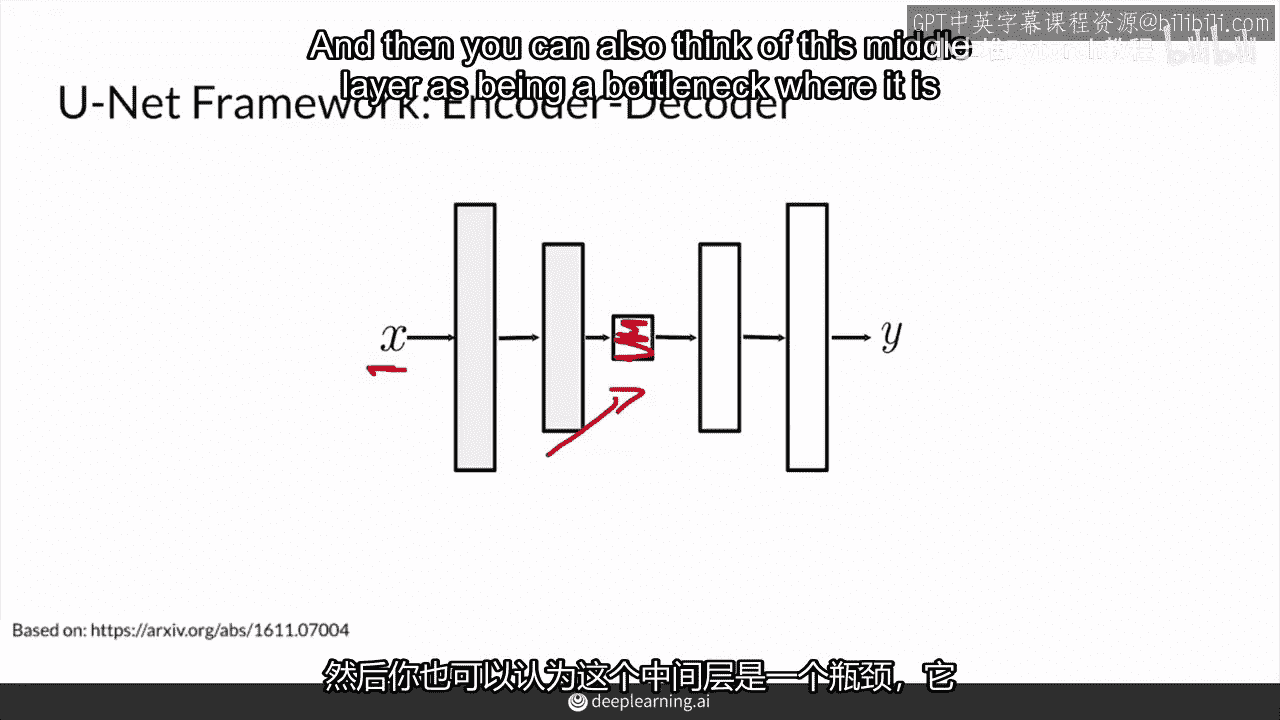 GPT中英字幕课程资源@bilibili.com
And then you can also think of this middle
layer as being a bottleneck where it is
U-Net Framework: Encoder-Decoder
x
y
Based on: https://arxiv.org/abs/1611.07004
然后你也可以认为这个中间层是一个瓶颈，它
deeplearning.ai